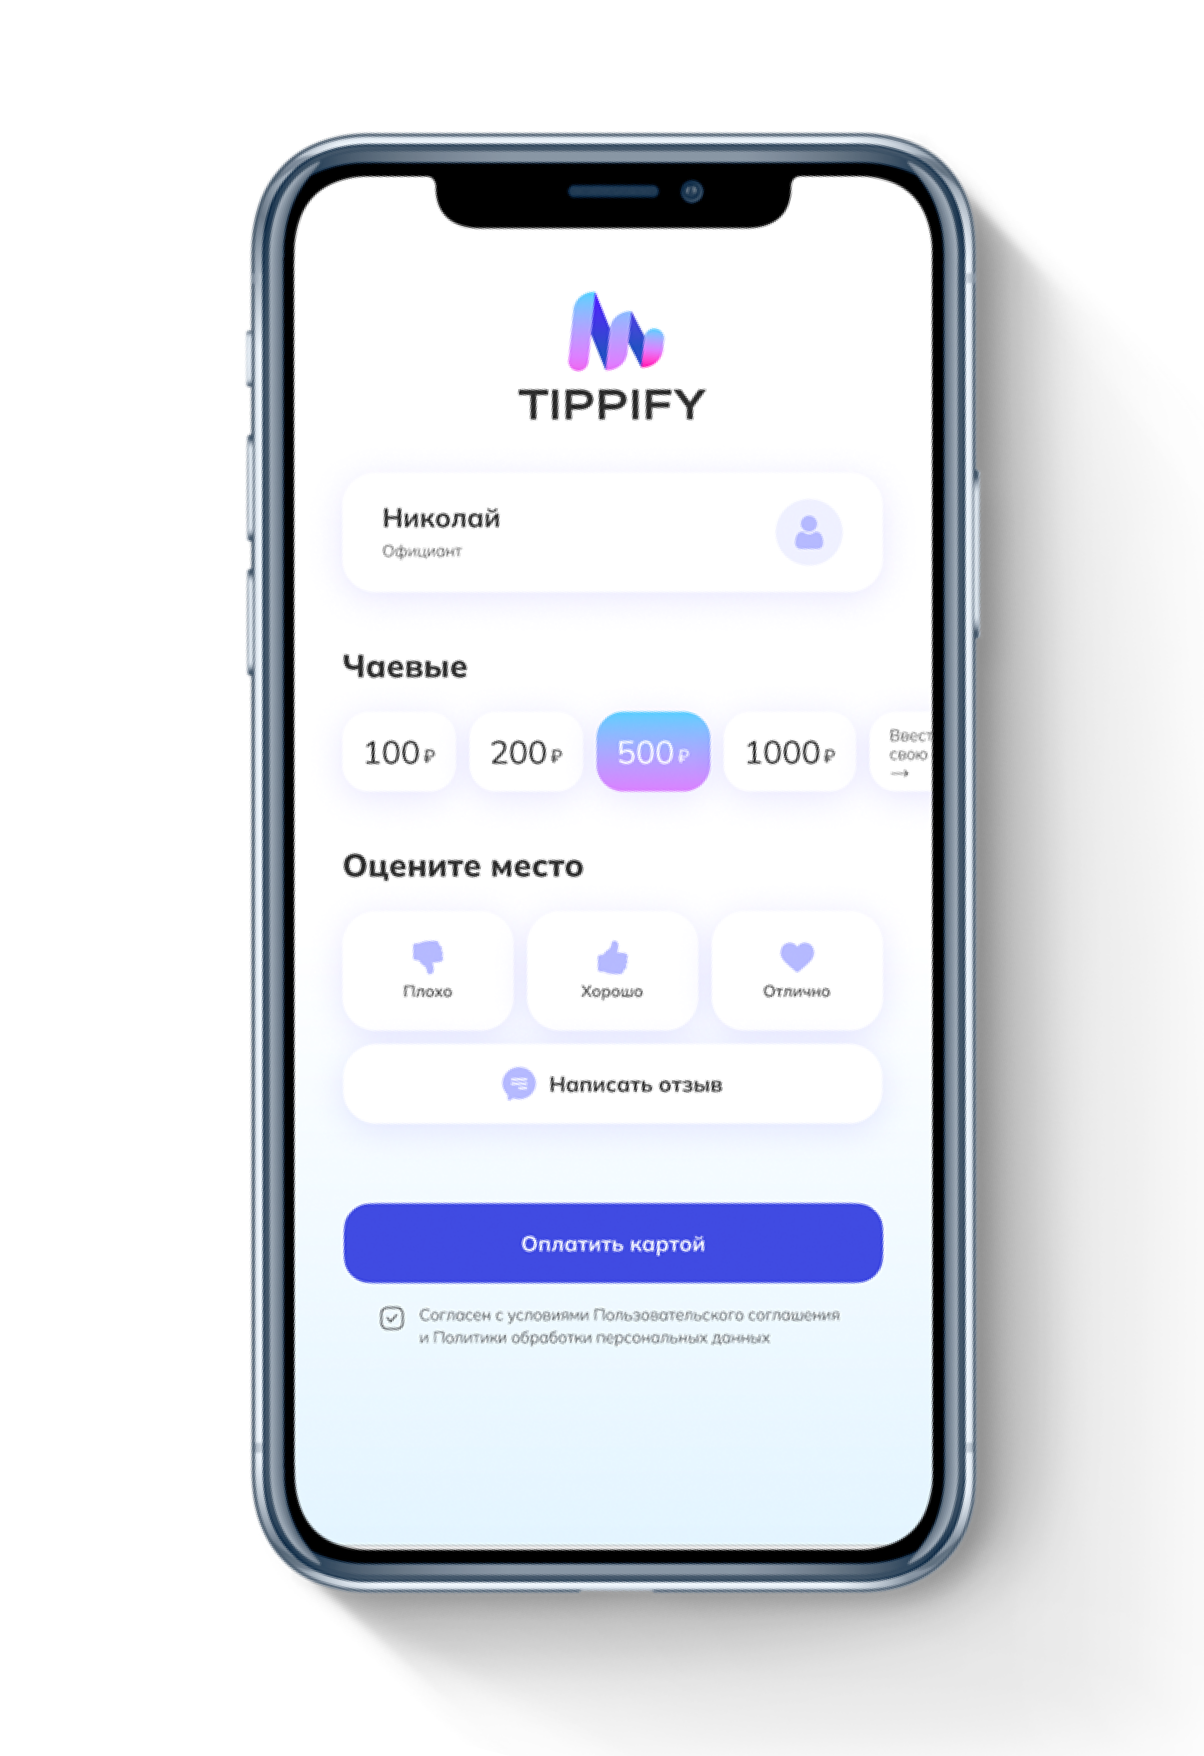 TIPPIFY
Николай
Официант
Чаевые
100 ₽
200 ₽
500 ₽
1000 ₽
свою
→
Оцените место
Плохо
Хорошо
Отлично
Написать отзыв
Оплатить картой
Согласен с условиями Пользовательского соглашения
и Политики обработки персональных данных